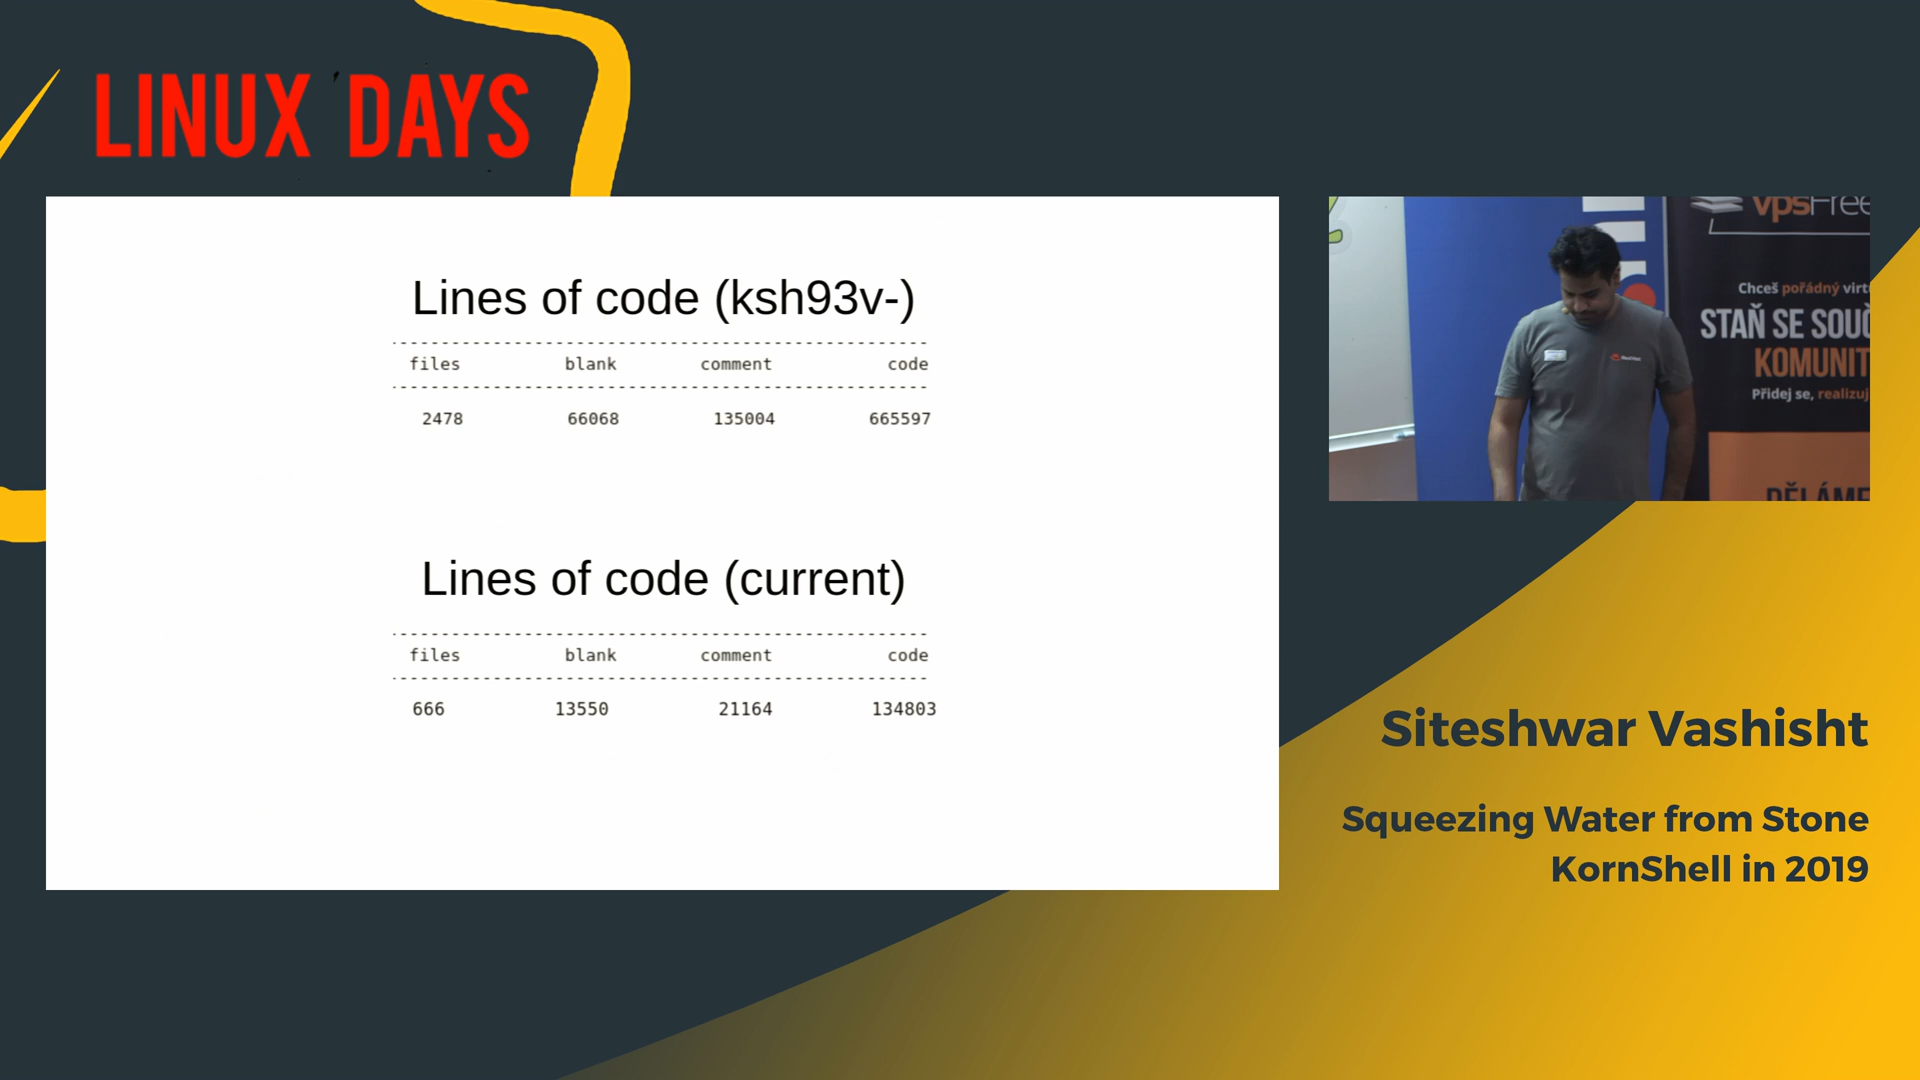 LINUX DAYS
Lines of code (ksh93v-)
files blank comment code
2478 66068 135004 665597
Lines of code (current)
files blank comment code
666 13550 21164 134803
vpsFree
Chceš pořádný virt
STAŇ SE SOUČ
KOMUNIT
Přidej se, realizuj
DĚLÁME
RedHat
Siteshwar Vashisht
Squeezing Water from Stone
KornShell in 2019